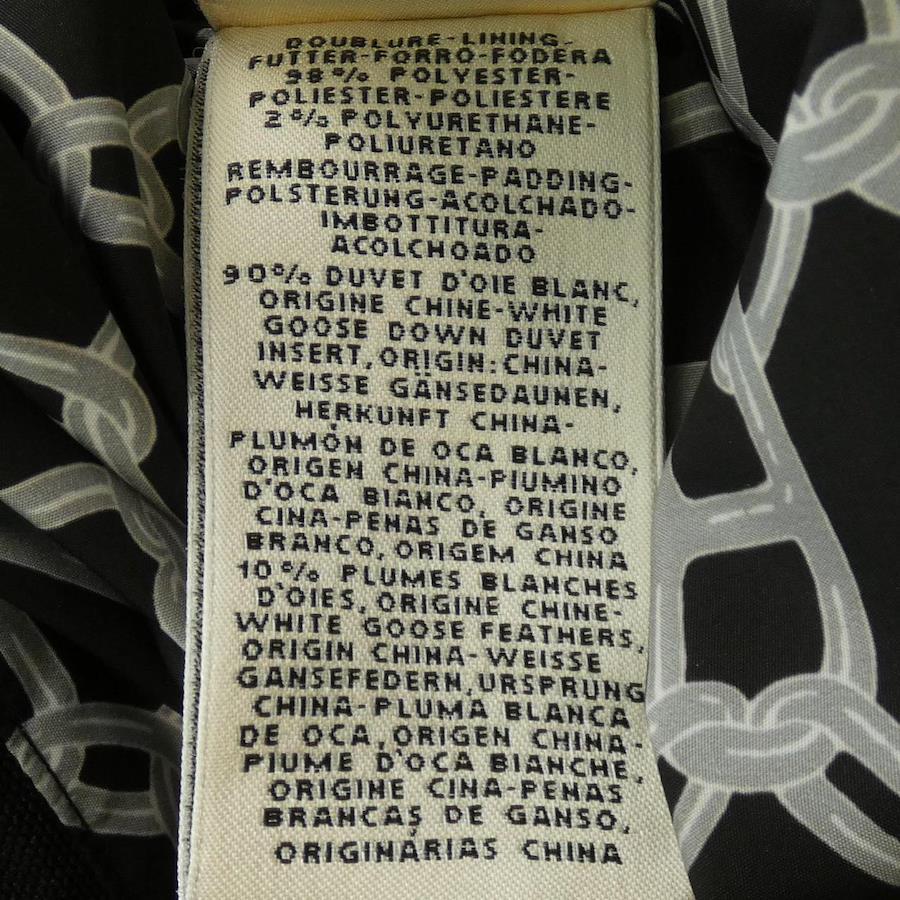 DOUBLURE-LINING-
FUTTER-FORRO-FODERA
98% POLYESTER-
POLIESTER-POLIESTERE
2% POLYURETHANE-
POLIURETANO
REMBOURRAGE-PADDING-
POLSTERUNG-ACOLCHADO-
IMBOTTITURA-
ACOLCHOADO
90% DUVET D'OIE BLANC,
ORIGINE CHINE-WHITE
GOOSE DOWN DUVET
INSERT,ORIGIN:CHINA-
WEISSE GÄNSEDAUNEN,
HERKUNFT CHINA-
PLUMÓN DE OCA BLANCO,
ORIGEN CHINA-PIUMINO
D'OCA BIANCO, ORIGINE
CINA-PENAS DE GANSO
BRANCO,ORIGEM CHINA
10% PLUMES BLANCHES
D'OIES,ORIGINE CHINE-
WHITE GOOSE FEATHERS,
ORIGIN CHINA-WEISSE
GANSEFEDERN,URSPRUNG
CHINA-PLUMA BLANCA
DE OCA,ORIGEN CHINA-
PIUME D'OCA BIANCHE,
ORIGINE CINA-PENAS
BRANCAS DE GANSO,
ORIGINÁRIAS CHINA